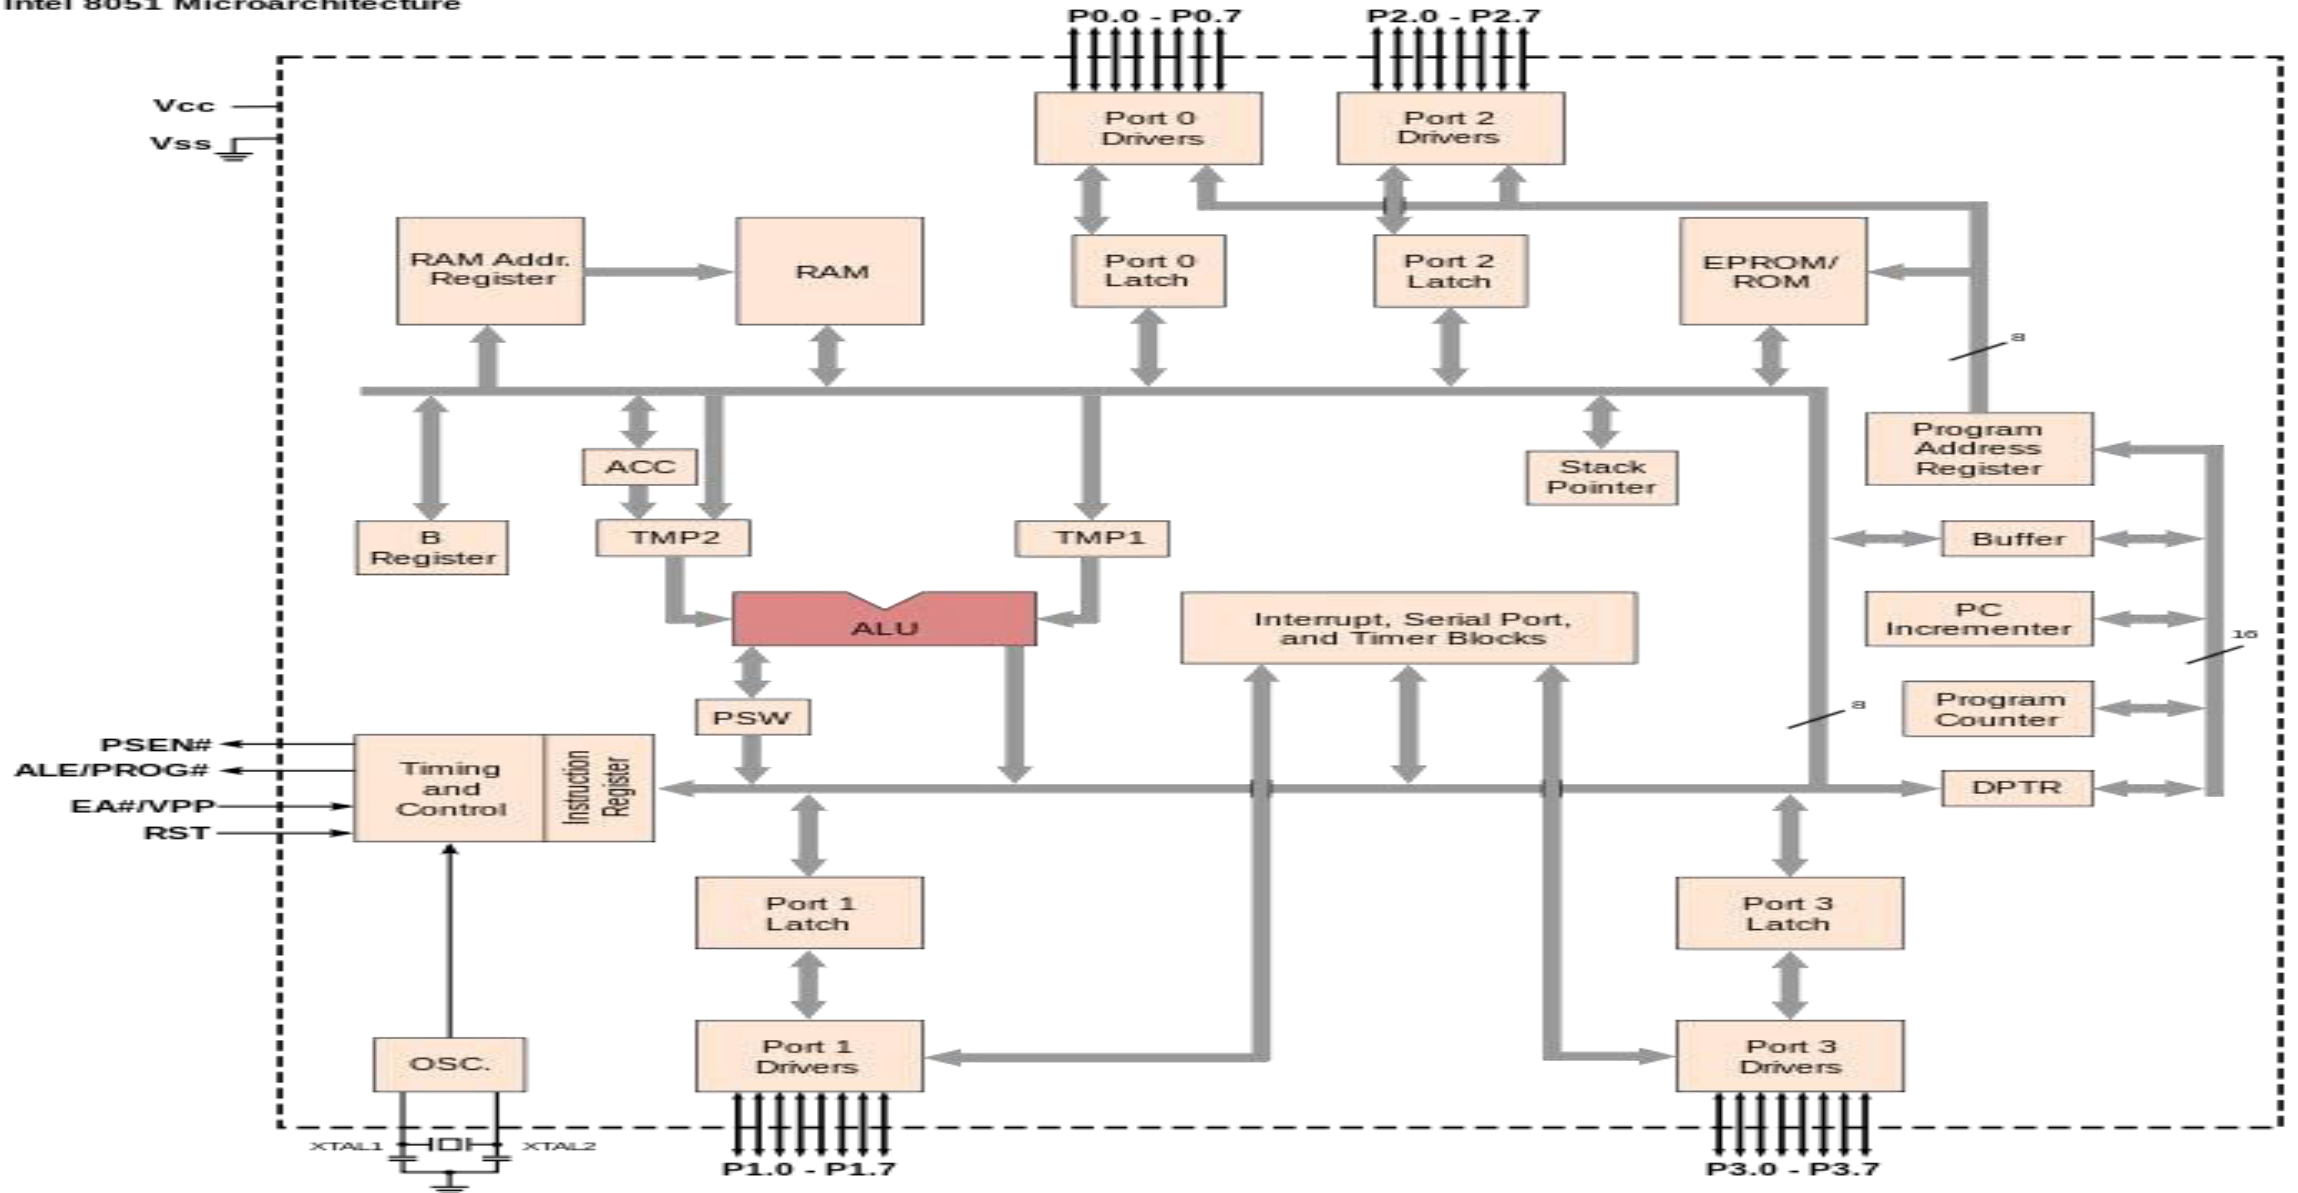 Intel 8051 Microarchitecture
P0.0 - P0.7
P2.0 - P2.7
Vcc
Vss
Port 0
Drivers
Port 2
Drivers
RAM Addr.
Register
RAM
Port 0
Latch
Port 2
Latch
EPROM/
ROM
8
ACC
Stack
Pointer
Program
Address
Register
B
Register
TMP2
TMP1
Buffer
ALU
Interrupt, Serial Port,
and Timer Blocks
PC
Incrementer
16
PSW
8
Program
Counter
PSEN#
ALE/PROG#
EA#/VPP
RST
Timing
and
Control
Instruction
Register
DPTR
Port 1
Latch
Port 3
Latch
OSC.
Port 1
Drivers
Port 3
Drivers
XTAL1
XTAL2
P1.0 - P1.7
P3.0 - P3.7